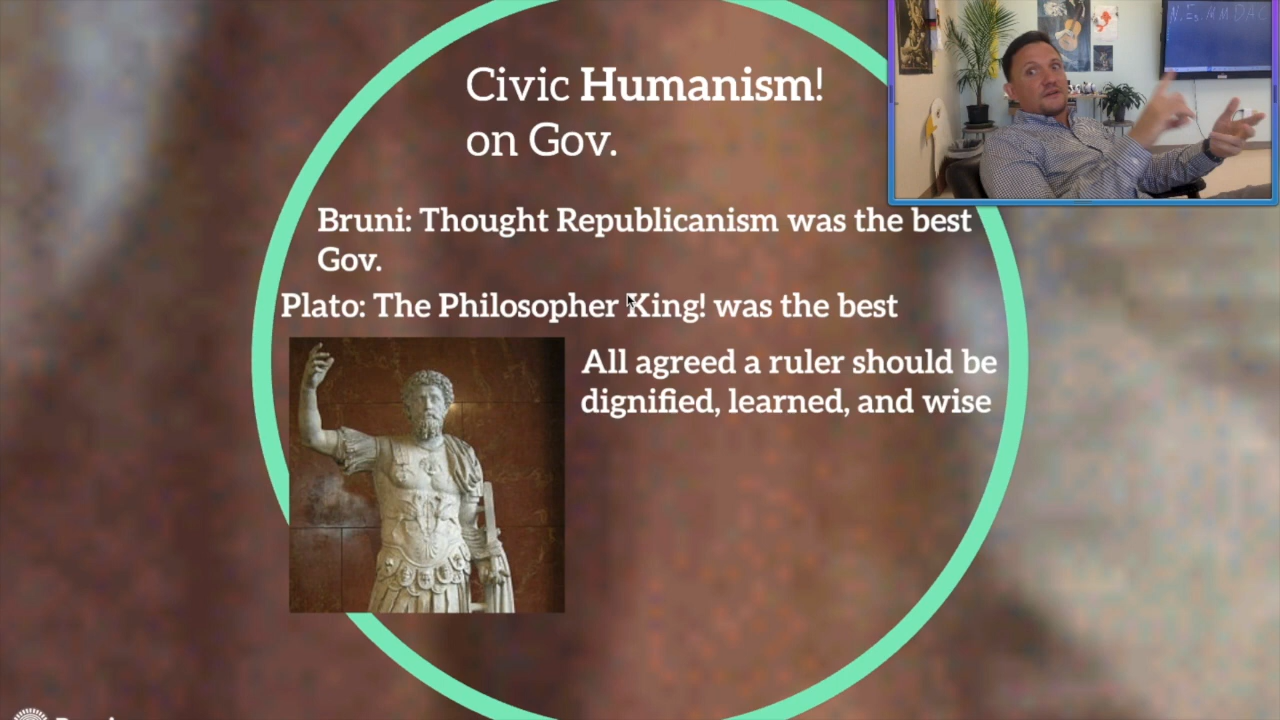 Civic Humanism!
on Gov.
Bruni: Thought Republicanism was the best
Gov.
Plato: The Philosopher King! was the best
All agreed a ruler should be
dignified, learned, and wise